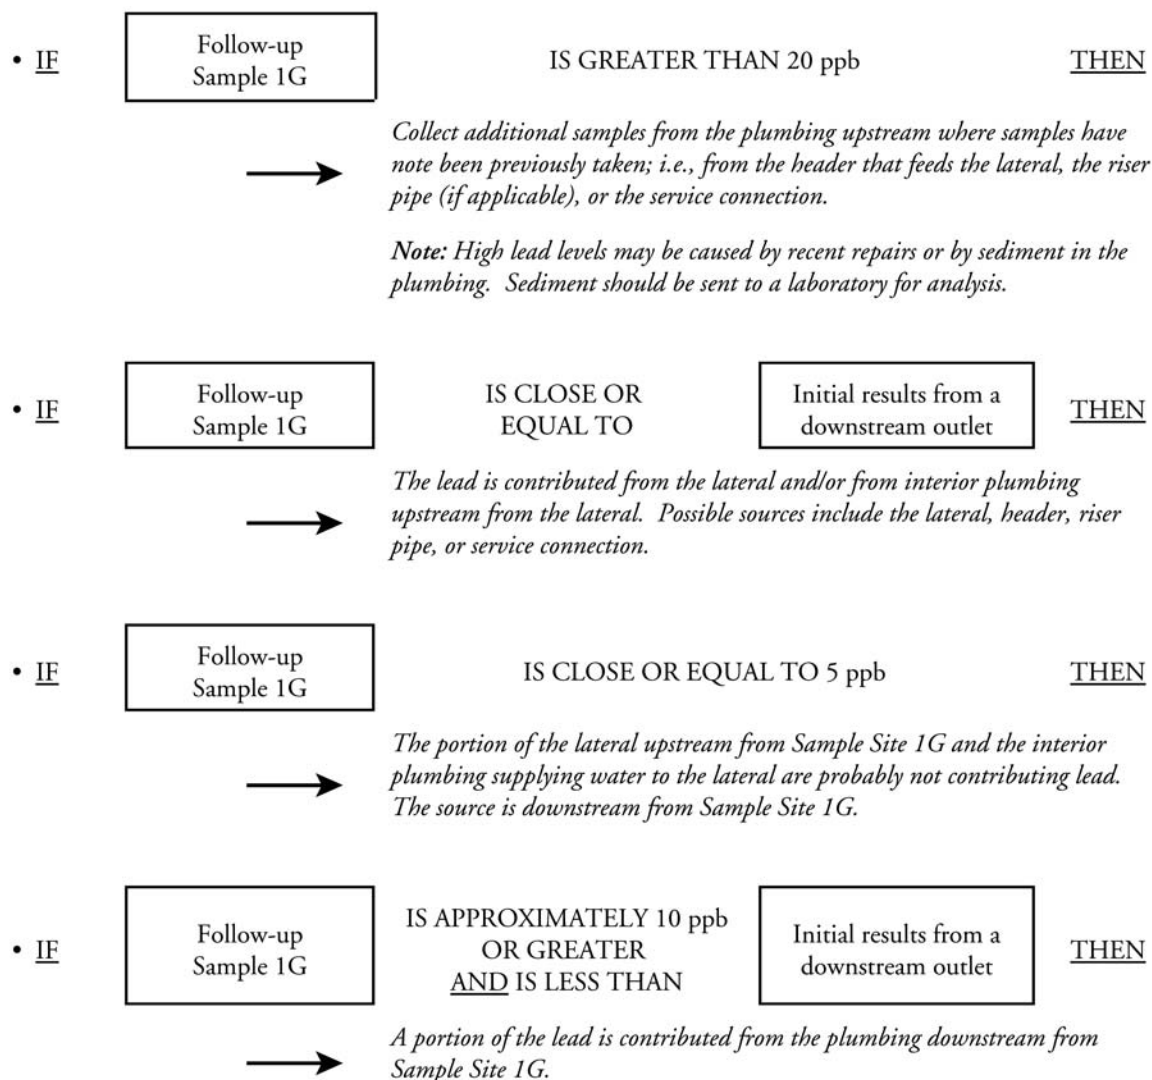 • IF Follow-up Sample 1G IS GREATER THAN 20 ppb THEN
Collect additional samples from the plumbing upstream where samples have
note been previously taken; i.e., from the header that feeds the lateral, the riser
pipe (if applicable), or the service connection.
Note: High lead levels may be caused by recent repairs or by sediment in the
plumbing. Sediment should be sent to a laboratory for analysis.
• IF Follow-up Sample 1G IS CLOSE OR EQUAL TO Initial results from a downstream outlet THEN
The lead is contributed from the lateral and/or from interior plumbing
upstream from the lateral. Possible sources include the lateral, header, riser
pipe, or service connection.
• IF Follow-up Sample 1G IS CLOSE OR EQUAL TO 5 ppb THEN
The portion of the lateral upstream from Sample Site 1G and the interior
plumbing supplying water to the lateral are probably not contributing lead.
The source is downstream from Sample Site 1G.
• IF Follow-up Sample 1G IS APPROXIMATELY 10 ppb OR GREATER AND IS LESS THAN Initial results from a downstream outlet THEN
A portion of the lead is contributed from the plumbing downstream from
Sample Site 1G.